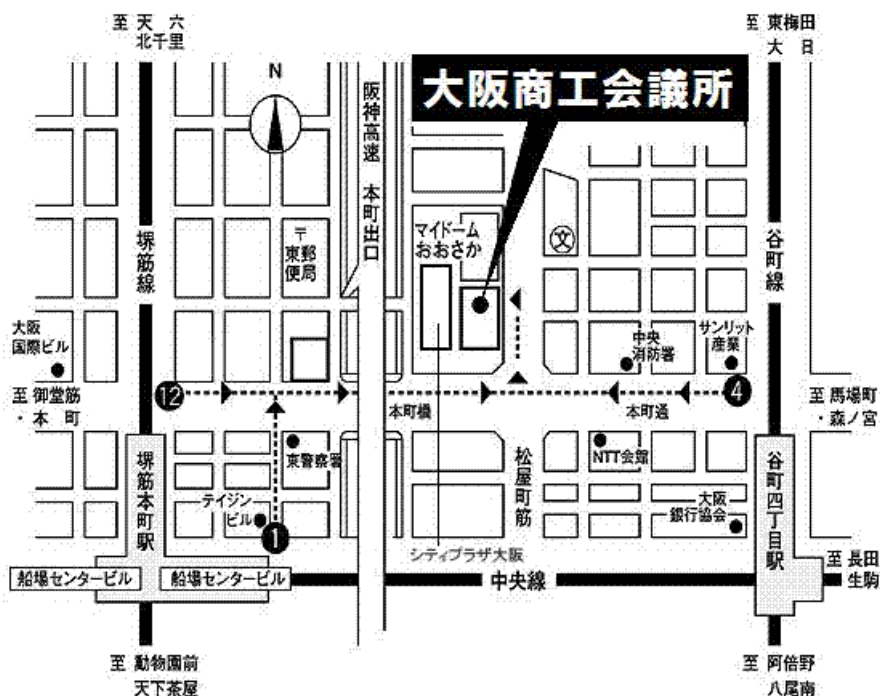 至 天 六
北千里
至 東梅田
大 日
N
大阪商工会議所
阪神高速 本町出口
堺筋線
〒
東郵
便局
マイドーム
おおさか
文
谷町線
大阪
国際ビル
中央
消防署
サンリット
産業
至 御堂筋
・本 町
12
4
至 馬場町
・森ノ宮
本町橋
本町通
東警察署
松屋町筋
NTT会館
堺筋本町駅
テイジン
ビル
1
大阪
銀行協会
谷町四丁目駅
シティプラザ大阪
船場センタービル
船場センタービル
中央線
至 長田
生駒
至 動物園前
天下茶屋
至 阿倍野
八尾南